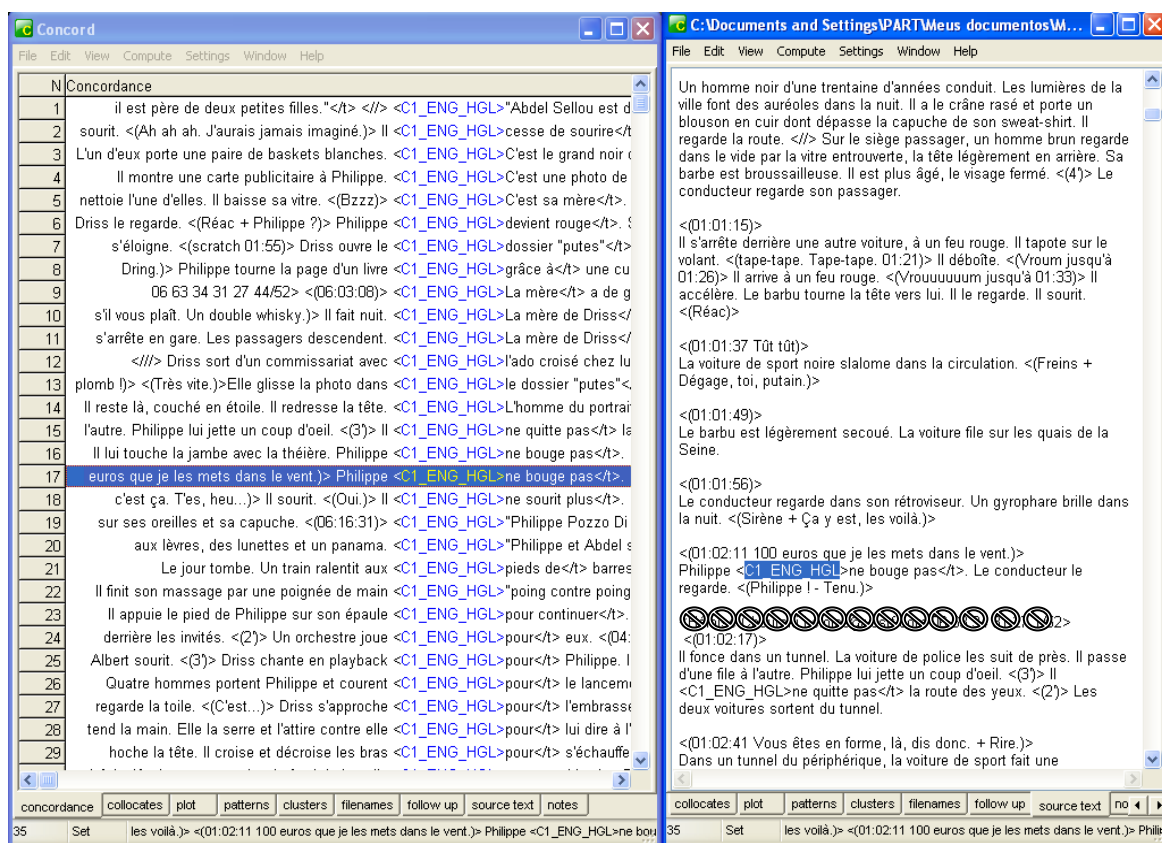 Concord
File Edit View Compute Settings Window Help
N Concordance
1 il est père de deux petites filles."</t> <//> <C1_ENG_HGL>"Abdel Sellou est d
2 sourit. <(Ah ah ah. J'aurais jamais imaginé.)> Il <C1_ENG_HGL>cesse de sourire</t
3 L'un d'eux porte une paire de baskets blanches. <C1_ENG_HGL>C'est le grand noir
4 Il montre une carte publicitaire à Philippe. <C1_ENG_HGL>C'est une photo de
5 nettoie l'une d'elles. Il baisse sa vitre. <(Bzzz)> <C1_ENG_HGL>C'est sa mère</t>.
6 Driss le regarde. <(Réac + Philippe ?)> Philippe <C1_ENG_HGL>devient rouge</t>.
7 s'éloigne. <(scratch 01:55)> Driss ouvre le <C1_ENG_HGL>dossier "putes"</t>
8 Dring.)> Philippe tourne la page d'un livre <C1_ENG_HGL>grâce à</t> une cu
9 06 63 34 31 27 44/52> <(06:03:08)> <C1_ENG_HGL>La mère</t> a de g
10 s'il vous plaît. Un double whisky.)> Il fait nuit. <C1_ENG_HGL>La mère de Driss</
11 s'arrête en gare. Les passagers descendent. <C1_ENG_HGL>La mère de Driss</
12 <///> Driss sort d'un commissariat avec <C1_ENG_HGL>l'ado croisé chez lu
13 plomb !)> <(Très vite.)>Elle glisse la photo dans <C1_ENG_HGL>le dossier "putes"<
14 Il reste là, couché en étoile. Il redresse la tête. <C1_ENG_HGL>L'homme du portrai
15 l'autre. Philippe lui jette un coup d'oeil. <(3')> Il <C1_ENG_HGL>ne quitte pas</t> la
16 Il lui touche la jambe avec la théière. Philippe <C1_ENG_HGL>ne bouge pas</t>.
17 euros que je les mets dans le vent.)> Philippe <C1_ENG_HGL>ne bouge pas</t>.
18 c'est ça. T'es, heu...)> Il sourit. <(Oui.)> Il <C1_ENG_HGL>ne sourit plus</t>.
19 sur ses oreilles et sa capuche. <(06:16:31)> <C1_ENG_HGL>"Philippe Pozzo Di
20 aux lèvres, des lunettes et un panama. <C1_ENG_HGL>"Philippe et Abdel s
21 Le jour tombe. Un train ralentit aux <C1_ENG_HGL>pieds de</t> barres
22 Il finit son massage par une poignée de main <C1_ENG_HGL>"poing contre poing
23 Il appuie le pied de Philippe sur son épaule <C1_ENG_HGL>pour continuer</t>.
24 derrière les invités. <(2')> Un orchestre joue <C1_ENG_HGL>pour</t> eux. <(04:
25 Albert sourit. <(3')> Driss chante en playback <C1_ENG_HGL>pour</t> Philippe. I
26 Quatre hommes portent Philippe et courent <C1_ENG_HGL>pour</t> le lancem
27 regarde la toile. <(C'est...)> Driss s'approche <C1_ENG_HGL>pour</t> l'embrass
28 tend la main. Elle la serre et l'attire contre elle <C1_ENG_HGL>pour</t> lui dire à l'
29 hoche la tête. Il croise et décroise les bras <C1_ENG_HGL>pour</t> s'échauffe
concordance collocates plot patterns clusters filenames follow up source text notes
35 Set les voilà.)> <(01:02:11 100 euros que je les mets dans le vent.)> Philippe <C1_ENG_HGL>ne bou
C:\Documents and Settings\PART\Meus documentos\M...
File Edit View Compute Settings Window Help
Un homme noir d'une trentaine d'années conduit. Les lumières de la
ville font des auréoles dans la nuit. Il a le crâne rasé et porte un
blouson en cuir dont dépasse la capuche de son sweat-shirt. Il
regarde la route. <//> Sur le siège passager, un homme brun regarde
dans le vide par la vitre entrouverte, la tête légèrement en arrière. Sa
barbe est broussailleuse. Il est plus âgé, le visage fermé. <(4')> Le
conducteur regarde son passager.
<(01:01:15)>
Il s'arrête derrière une autre voiture, à un feu rouge. Il tapote sur le
volant. <(tape-tape. Tape-tape. 01:21)> Il déboîte. <(Vroum jusqu'à
01:26)> Il arrive à un feu rouge. <(Vrouuuuuum jusqu'à 01:33)> Il
accélère. Le barbu tourne la tête vers lui. Il le regarde. Il sourit.
<(Réac)>
<(01:01:37 Tût tût)>
La voiture de sport noire slalome dans la circulation. <(Freins +
Dégage, toi, putain.)>
<(01:01:49)>
Le barbu est légèrement secoué. La voiture file sur les quais de la
Seine.
<(01:01:56)>
Le conducteur regarde dans son rétroviseur. Un gyrophare brille dans
la nuit. <(Sirène + Ça y est, les voilà.)>
<(01:02:11 100 euros que je les mets dans le vent.)>
Philippe <C1_ENG_HGL>ne bouge pas</t>. Le conducteur le
regarde. <(Philippe ! - Tenu.)>
2>
<(01:02:17)>
Il fonce dans un tunnel. La voiture de police les suit de près. Il passe
d'une file à l'autre. Philippe lui jette un coup d'oeil. <(3')> Il
<C1_ENG_HGL>ne quitte pas</t> la route des yeux. <(2')> Les
deux voitures sortent du tunnel.
<(01:02:41 Vous êtes en forme, là, dis donc. + Rire.)>
Dans un tunnel du périphérique, la voiture de sport fait une
collocates plot patterns clusters filenames follow up source text no
35 Set les voilà.)> <(01:02:11 100 euros que je les mets dans le vent.)> Phili